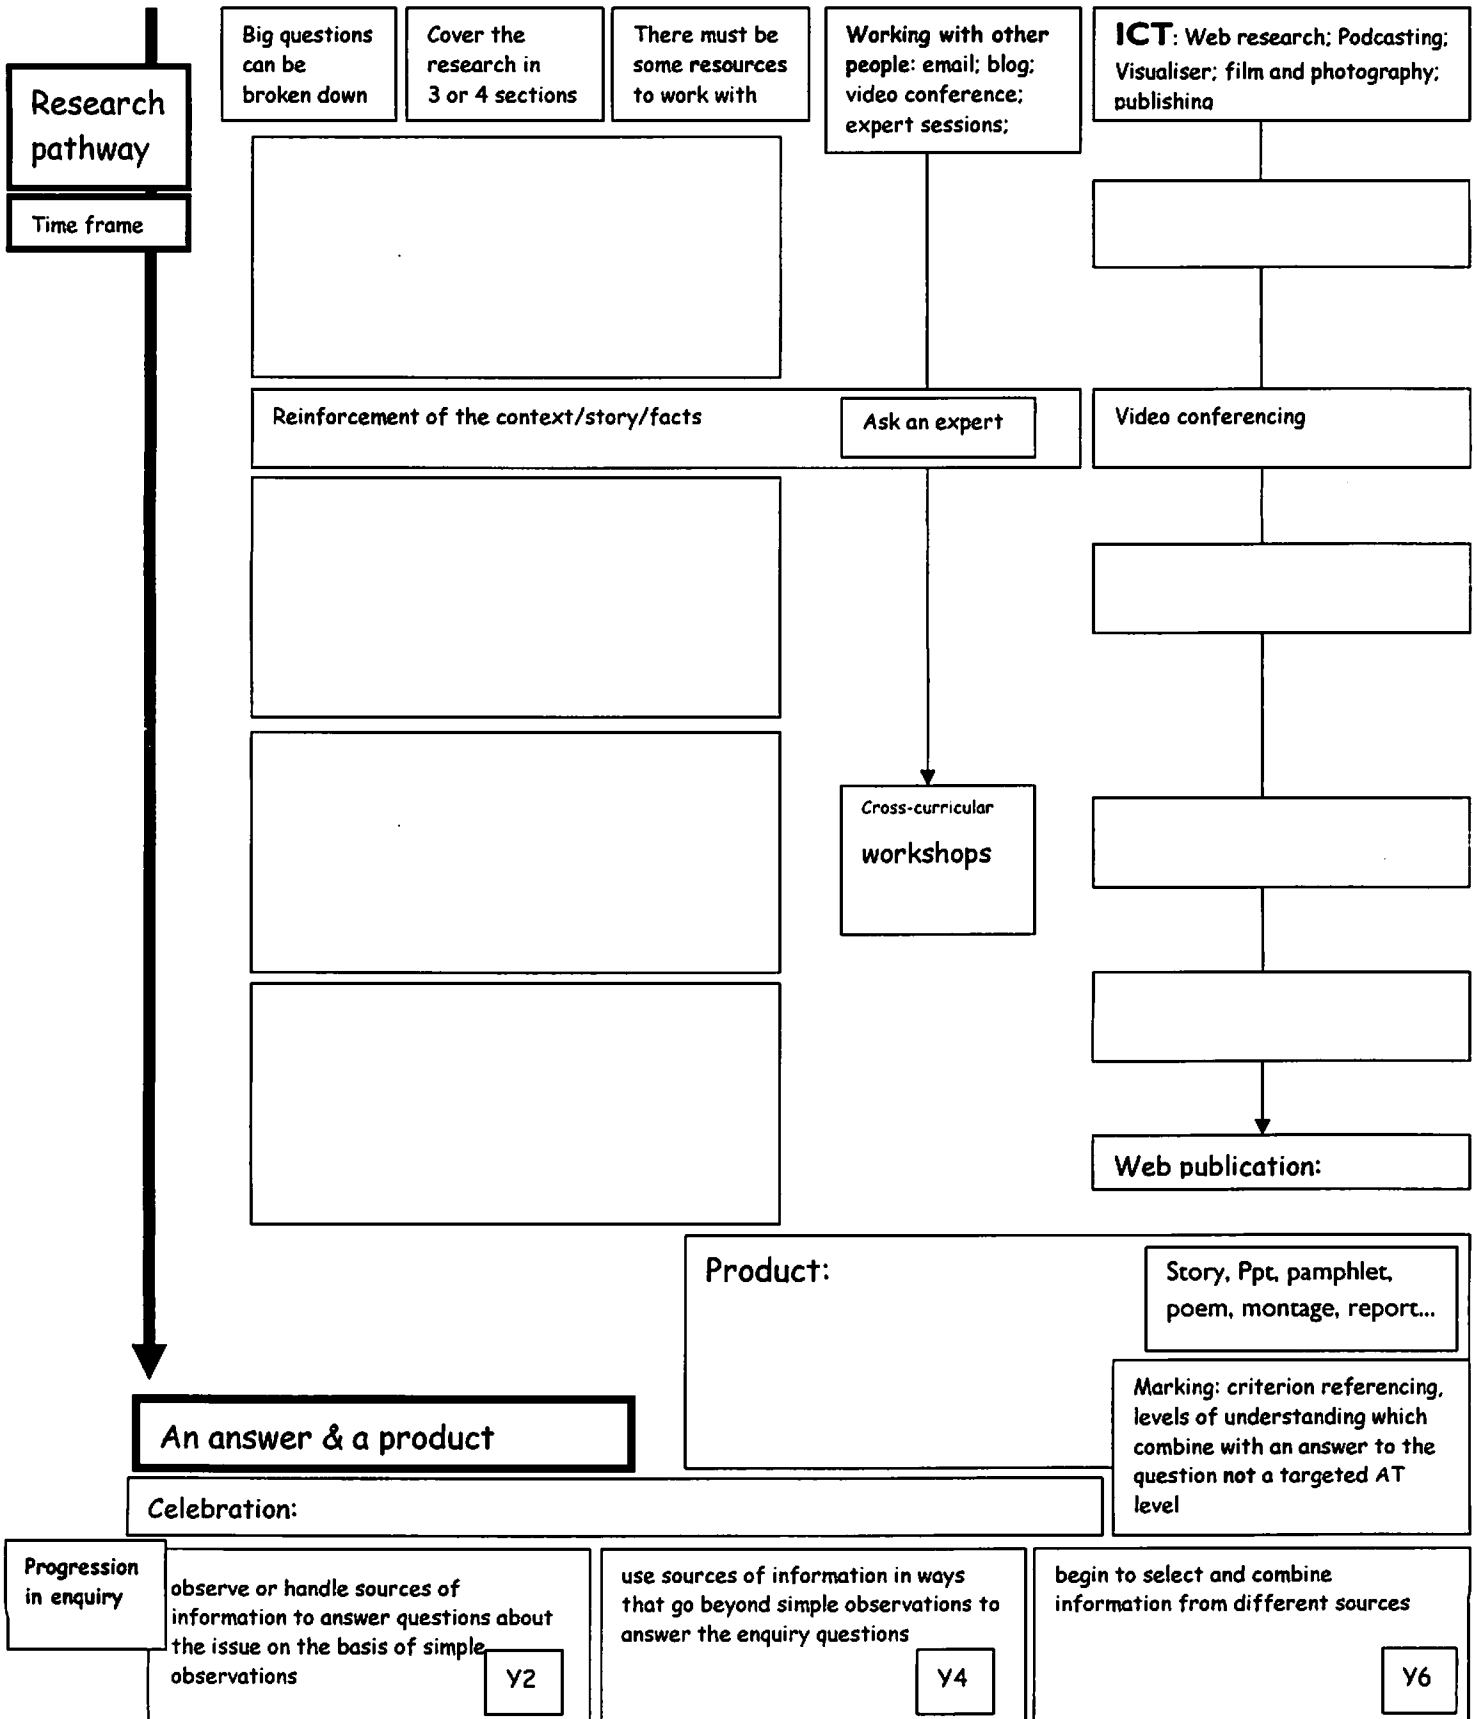 Research
pathway
Time frame
Big questions
can be
broken down
Cover the
research in
3 or 4 sections
There must be
some resources
to work with
Working with other
people: email; blog;
video conference;
expert sessions;
ICT: Web research; Podcasting;
Visualiser; film and photography;
publishing
Reinforcement of the context/story/facts
Ask an expert
Video conferencing
Cross-curricular
workshops
Web publication:
Product:
Story, Ppt, pamphlet,
poem, montage, report...
An answer & a product
Marking: criterion referencing,
levels of understanding which
combine with an answer to the
question not a targeted AT
level
Celebration:
Progression
in enquiry
observe or handle sources of
information to answer questions about
the issue on the basis of simple
observations
Y2
use sources of information in ways
that go beyond simple observations to
answer the enquiry questions
Y4
begin to select and combine
information from different sources
Y6